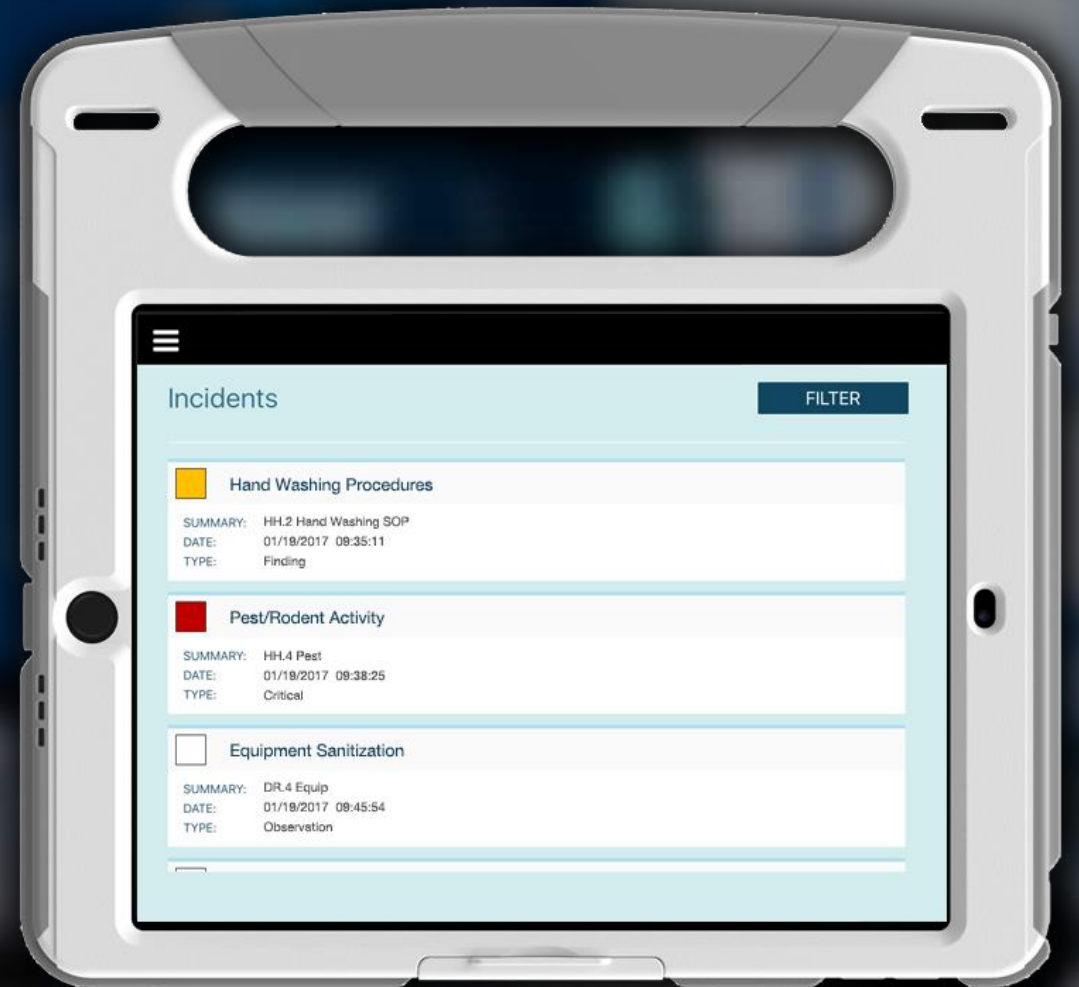 Incidents
FILTER
Hand Washing Procedures
SUMMARY: HH.2 Hand Washing SOP
DATE: 01/19/2017 09:35:11
TYPE: Finding
Pest/Rodent Activity
SUMMARY: HH.4 Pest
DATE: 01/19/2017 09:38:25
TYPE: Critical
Equipment Sanitization
SUMMARY: DR.4 Equip
DATE: 01/19/2017 09:45:54
TYPE: Observation